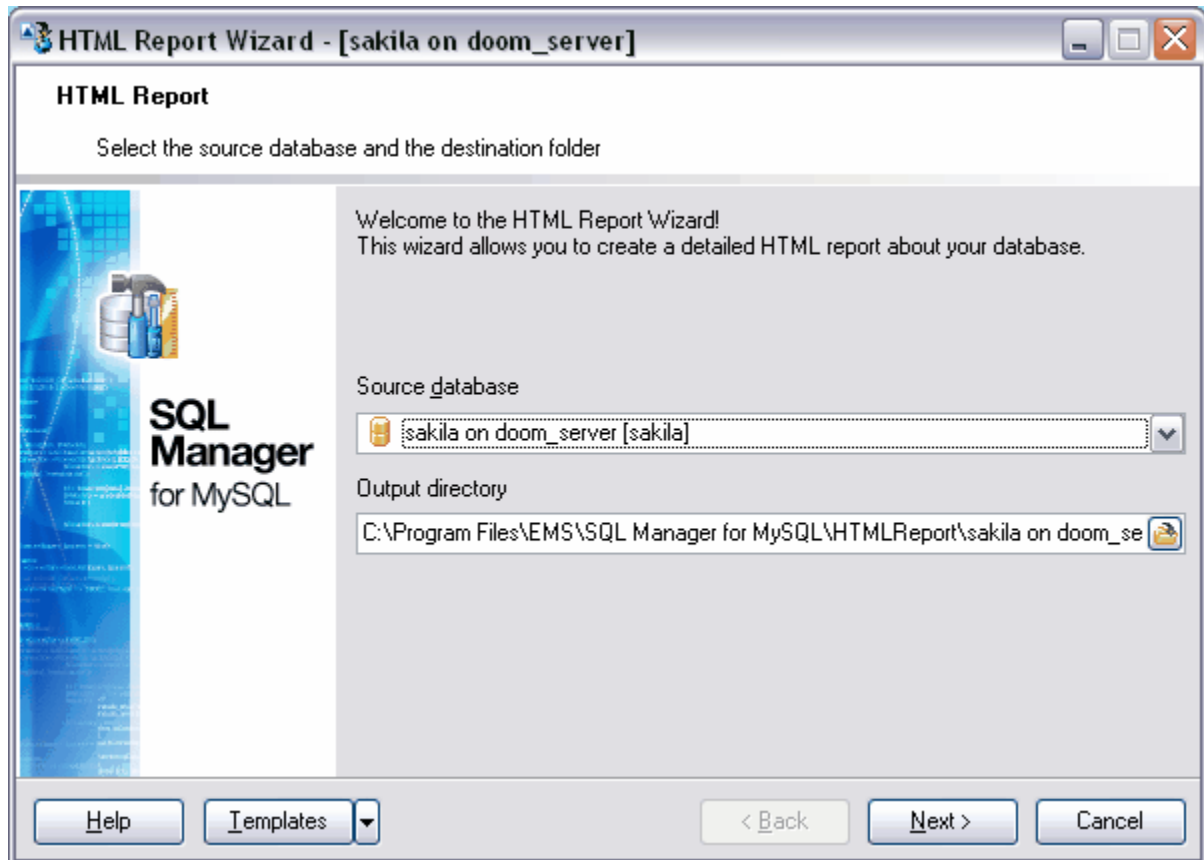 HTML Report Wizard - [sakila on doom_server]
HTML Report
Select the source database and the destination folder
Welcome to the HTML Report Wizard!
This wizard allows you to create a detailed HTML report about your database.
Source database
sakila on doom_server [sakila]
Output directory
C:\Program Files\EMS\SQL Manager for MySQL\HTMLReport\sakila on doom_se
SQL
Manager
for MySQL
Help
Templates
< Back
Next >
Cancel